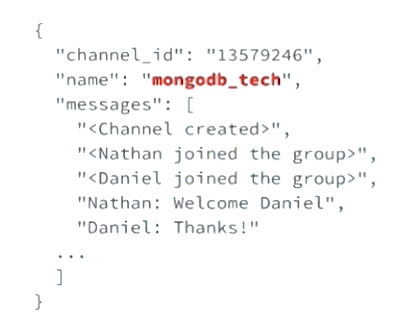 {
"channel_id": "13579246",
"name": "mongodb_tech",
"messages": [
"<Channel created>",
"<Nathan joined the group>",
"<Daniel joined the group>",
"Nathan: Welcome Daniel",
"Daniel: Thanks!"
...
]
}